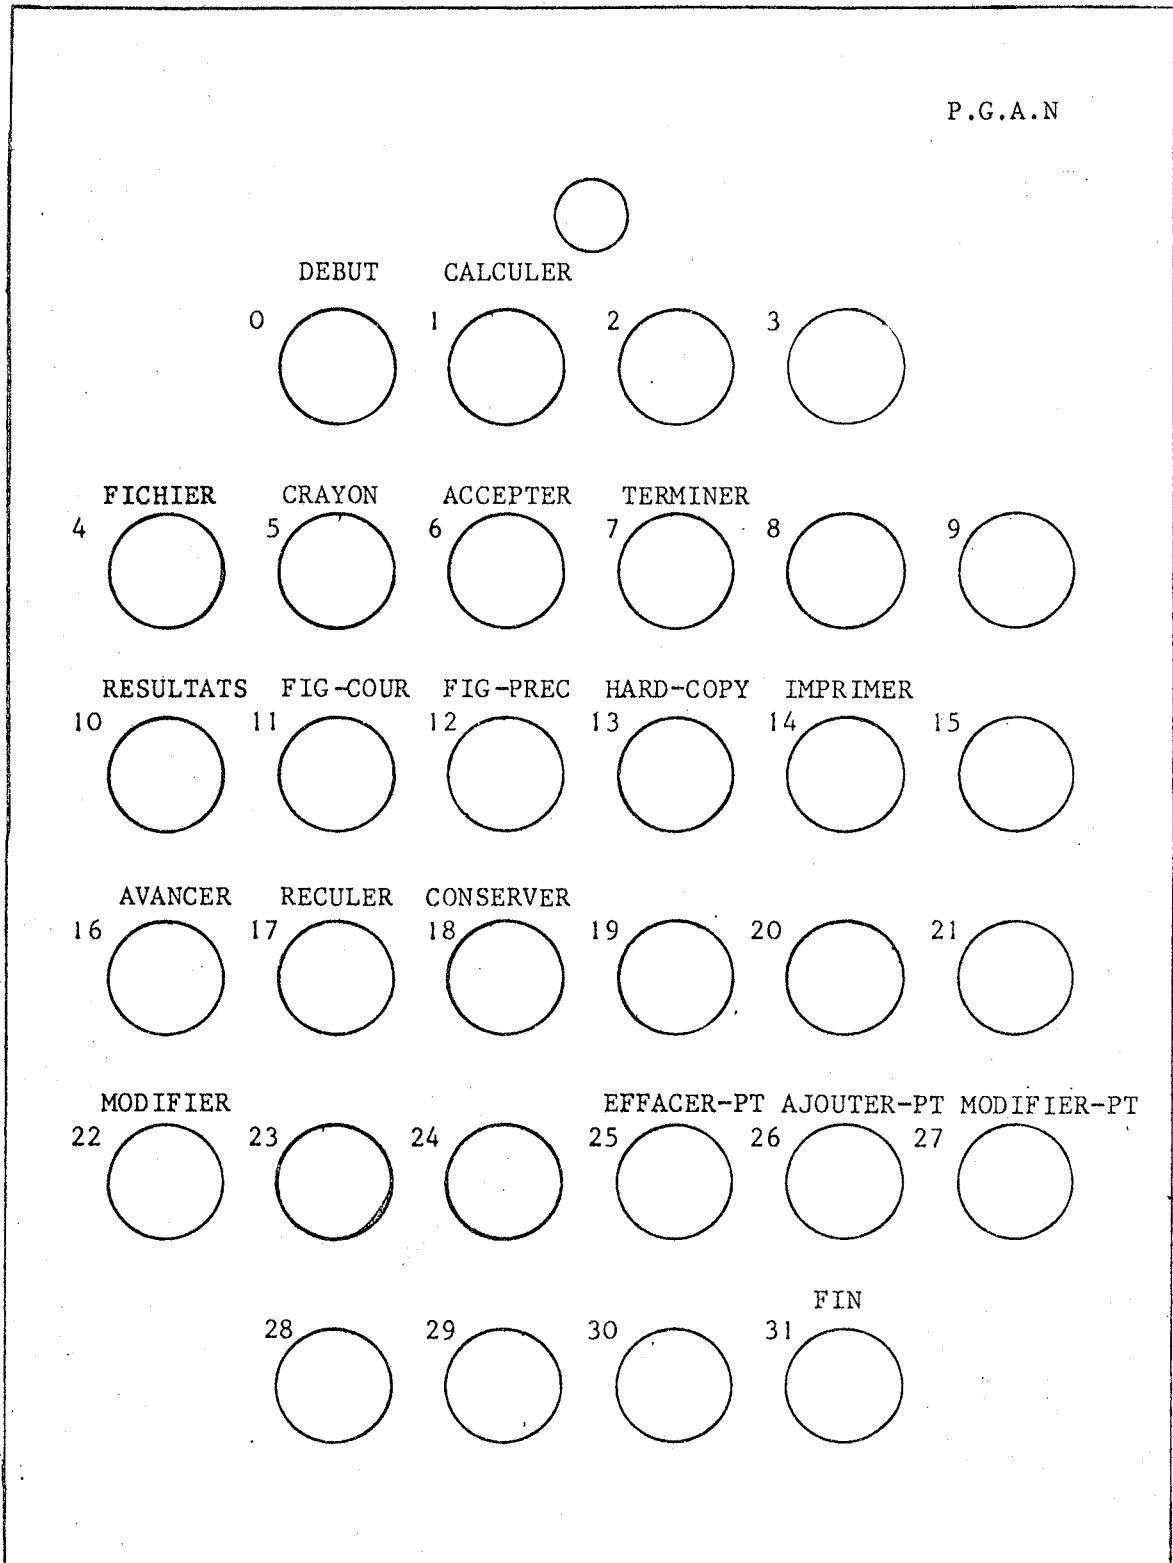 P.G.A.N
DEBUT CALCULER
0 1 2 3
FICHIER CRAYON ACCEPTER TERMINER
4 5 6 7 8 9
RESULTATS FIG-COUR FIG-PREC HARD-COPY IMPRIMER
10 11 12 13 14 15
AVANCER RECULER CONSERVER
16 17 18 19 20 21
MODIFIER EFFACER-PT AJOUTER-PT MODIFIER-PT
22 23 24 25 26 27
FIN
28 29 30 31